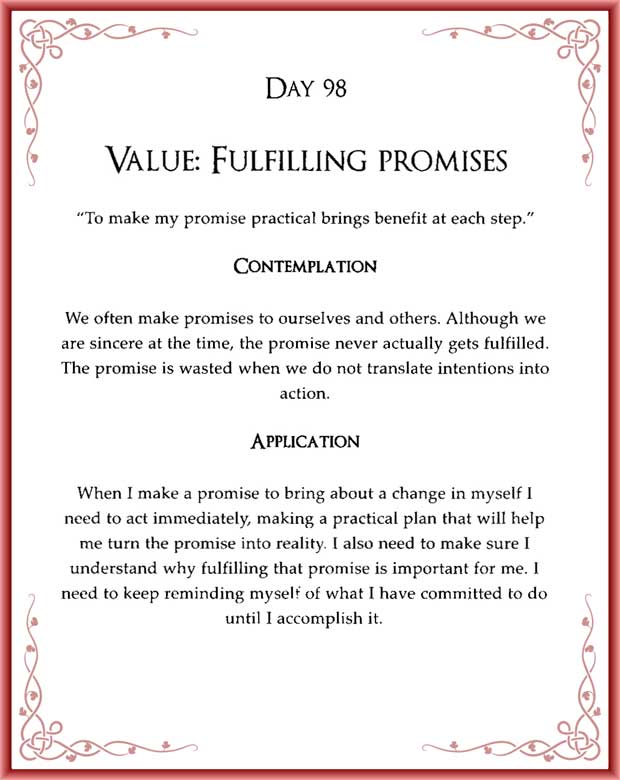 Day 98
Value: Fulfilling promises
“To make my promise practical brings benefit at each step.”
Contemplation
We often make promises to ourselves and others. Although we
are sincere at the time, the promise never actually gets fulfilled.
The promise is wasted when we do not translate intentions into
action.
Application
When I make a promise to bring about a change in myself I
need to act immediately, making a practical plan that will help
me turn the promise into reality. I also need to make sure I
understand why fulfilling that promise is important for me. I
need to keep reminding myself of what I have committed to do
until I accomplish it.